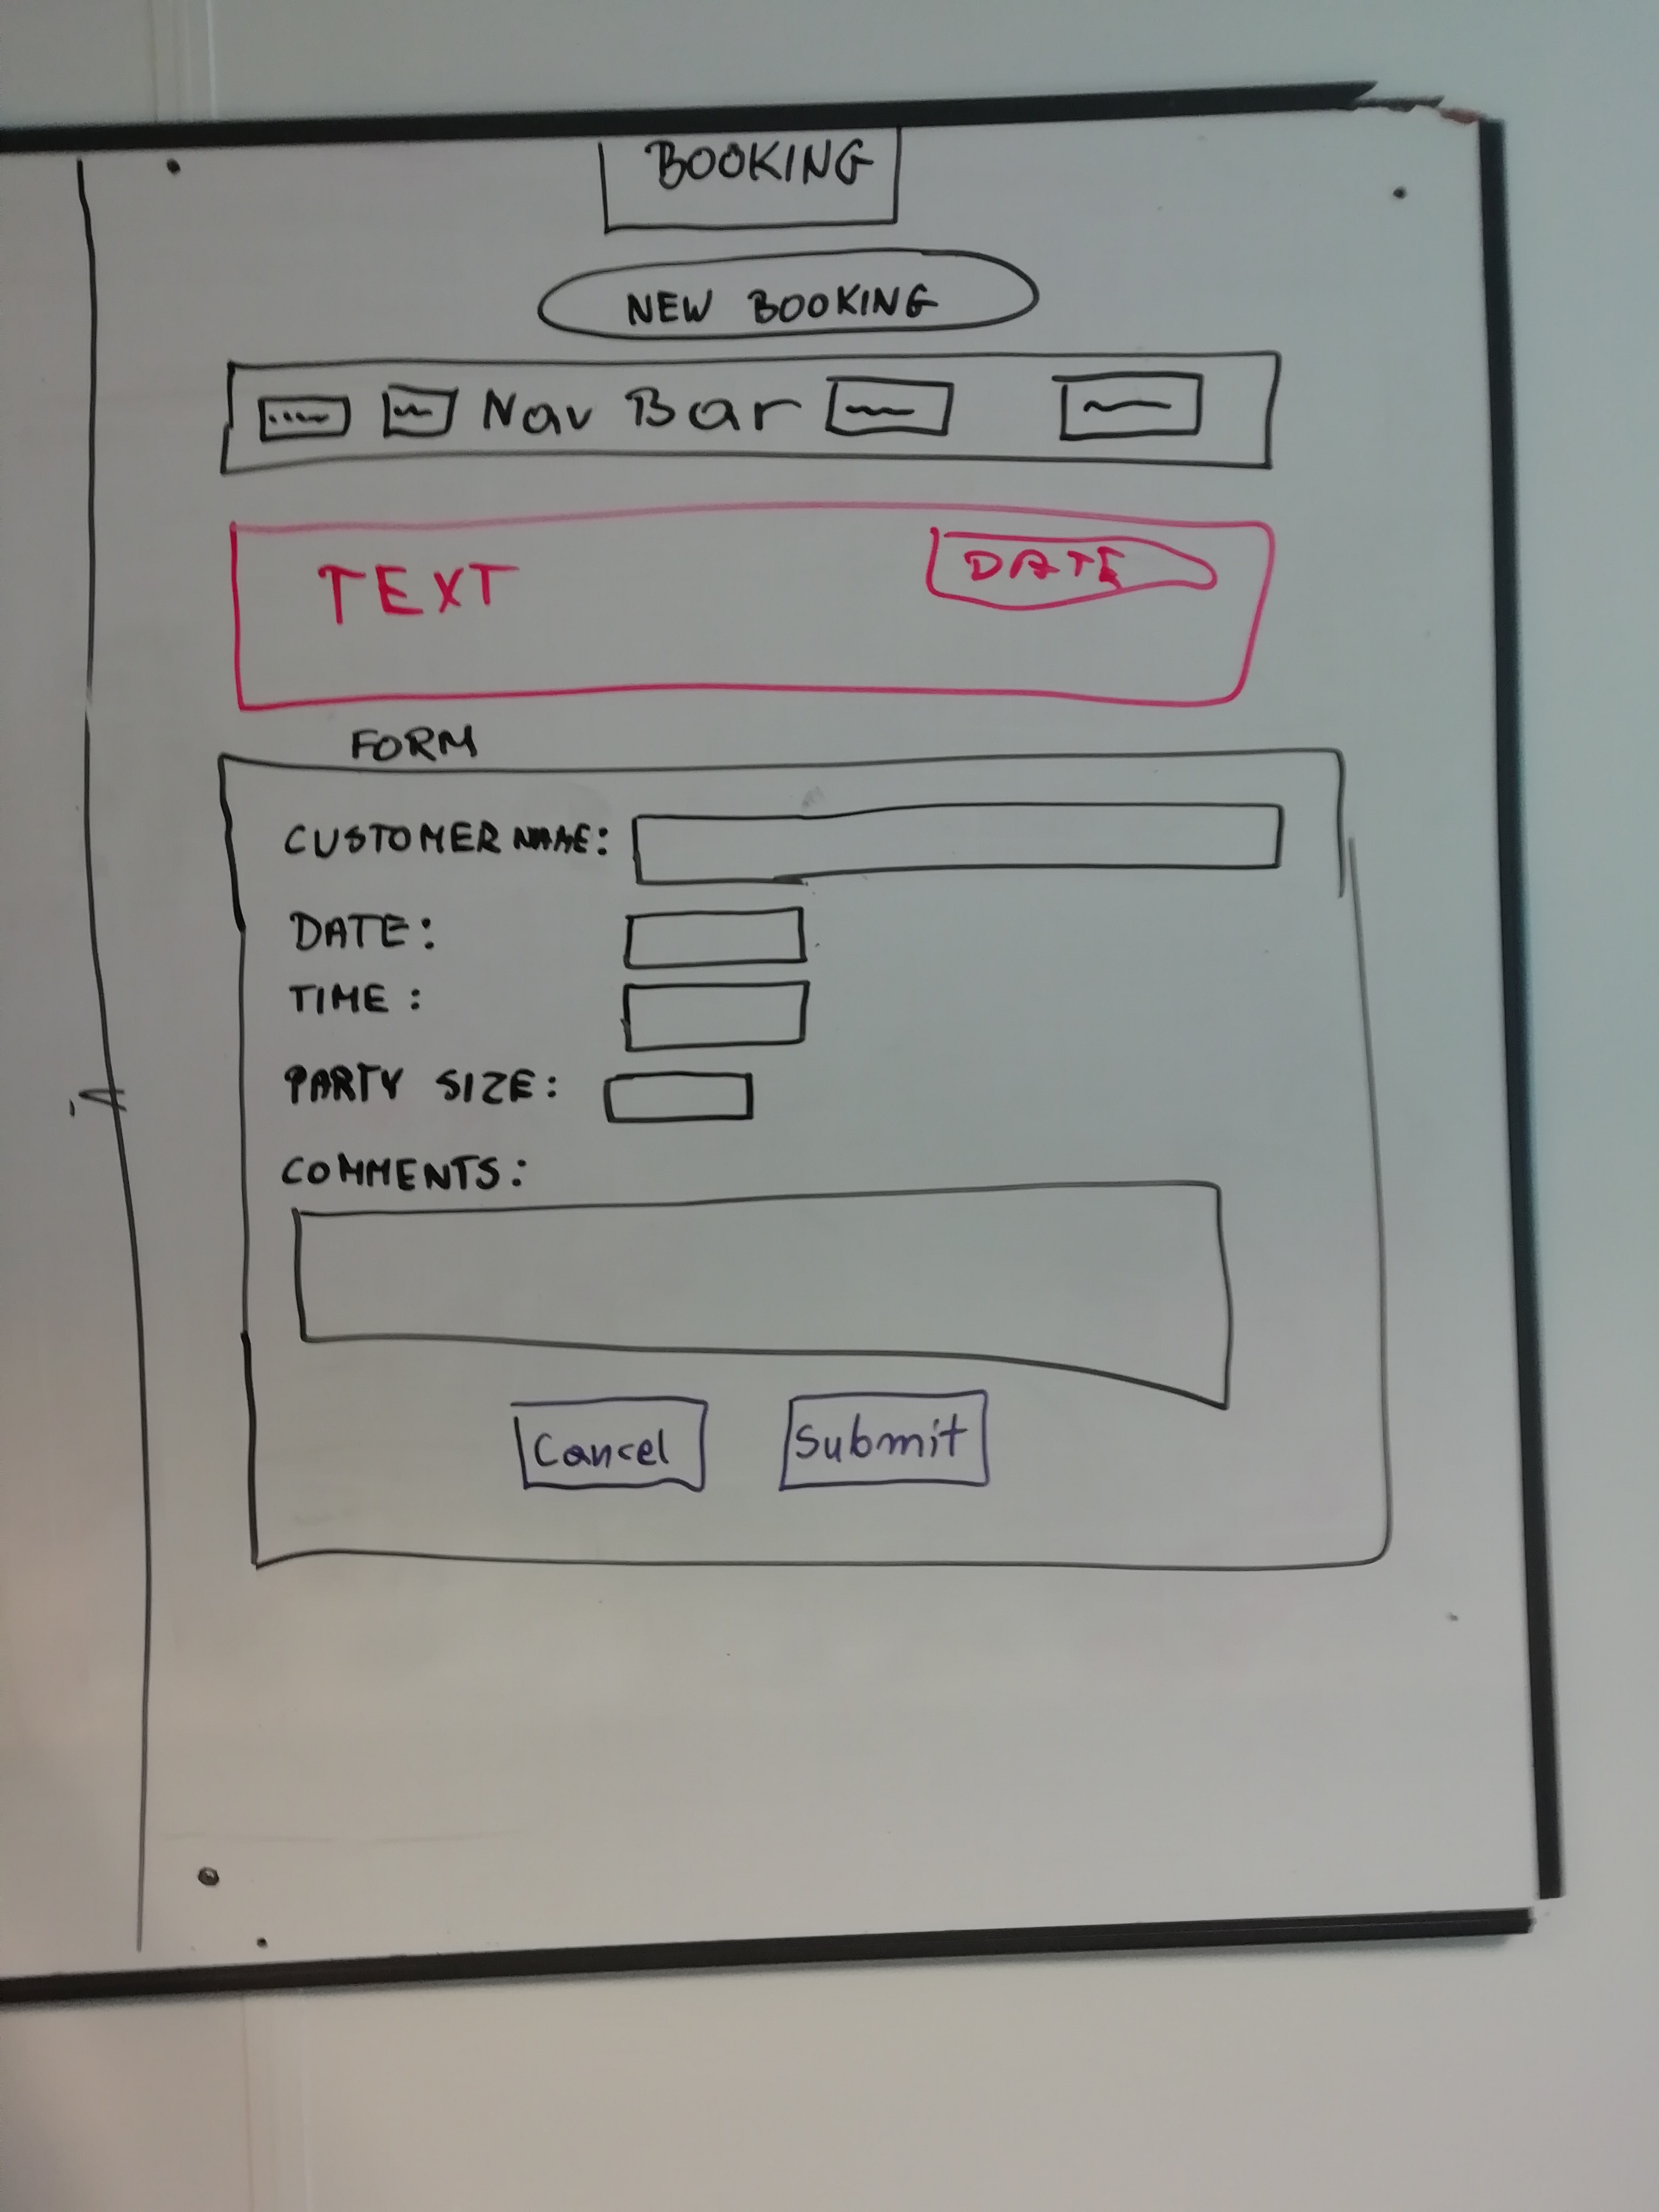 BOOKING
NEW BOOKING
Nav Bar
TEXT DATE
FORM
CUSTOMER NAME:
DATE:
TIME:
PARTY SIZE:
COMMENTS:
Cancel Submit